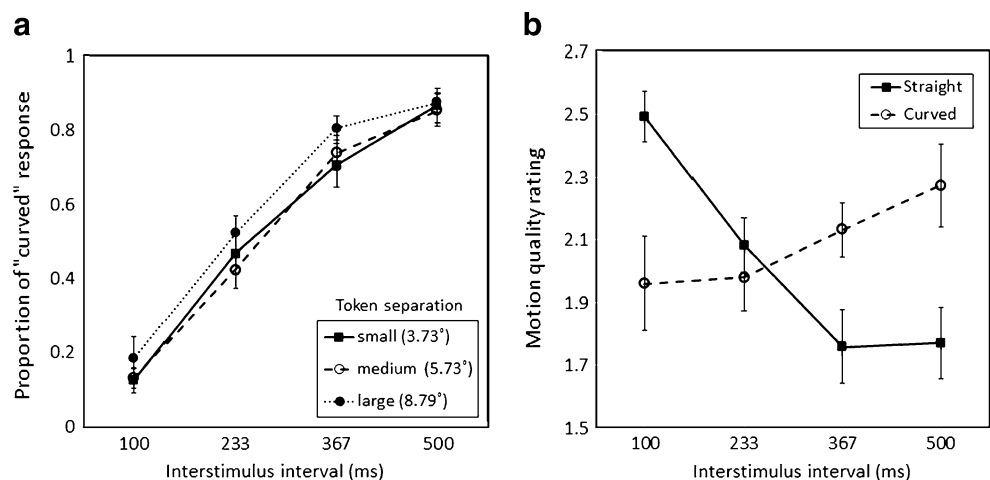 a
1
0.8
0.6
0.4
0.2
0
Proportion of "curved" response
100 233 367 500
Interstimulus interval (ms)
Token separation
small (3.73°)
medium (5.73°)
large (8.79°)
b
2.7
2.5
2.3
2.1
1.9
1.7
1.5
Motion quality rating
100 233 367 500
Interstimulus interval (ms)
Straight
Curved